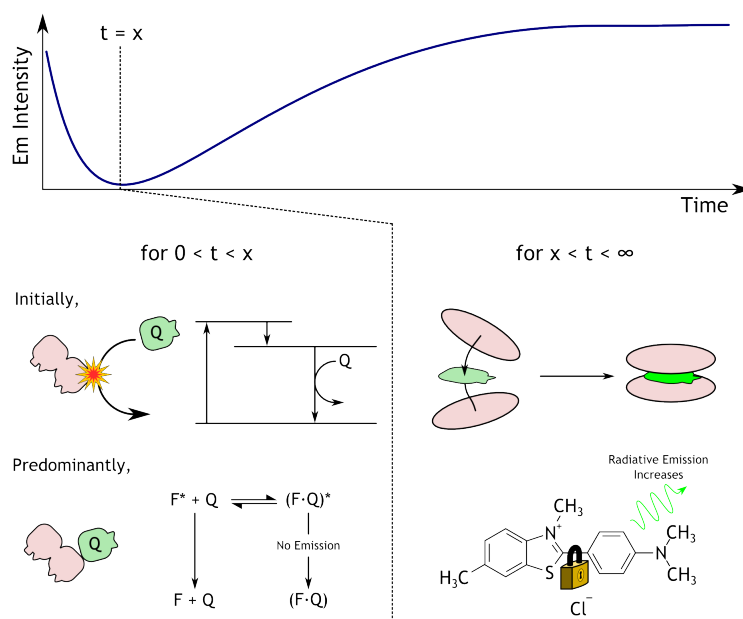 Em Intensity
t = x
Time
for 0 < t < x
for x < t < ∞
Initially,
Q
Q
Predominantly,
Q
F* + Q
(F·Q)*
No Emission
F + Q
(F·Q)
Radiative Emission
Increases
CH₃
N⁺
CH₃
N
S
CH₃
H₃C
Cl⁻